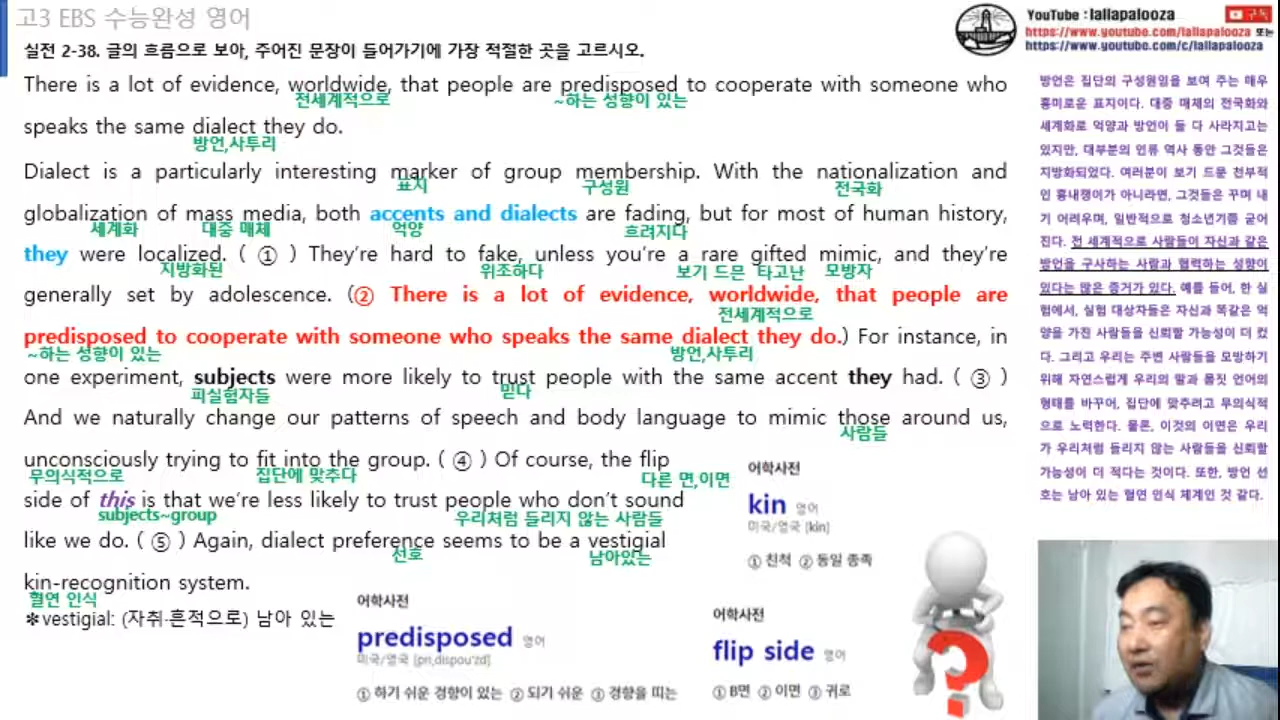 고3 EBS 수능완성 영어
YouTube : lallapalooza
구독
https://www.youtube.com/lallapalooza 또는
https://www.youtube.com/c/lallapalooza
실전 2-38. 글의 흐름으로 보아, 주어진 문장이 들어가기에 가장 적절한 곳을 고르시오.
There is a lot of evidence, worldwide, that people are predisposed to cooperate with someone who
전세계적으로 ~하는 성향이 있는
speaks the same dialect they do.
방언,사투리
Dialect is a particularly interesting marker of group membership. With the nationalization and
표지 구성원 전국화
globalization of mass media, both accents and dialects are fading, but for most of human history,
세계화 대중 매체 억양 흐려지다
they were localized. ( ① ) They're hard to fake, unless you're a rare gifted mimic, and they're
지방화된 위조하다 보기 드문 타고난 모방자
generally set by adolescence. (② There is a lot of evidence, worldwide, that people are
전세계적으로
predisposed to cooperate with someone who speaks the same dialect they do.) For instance, in
~하는 성향이 있는 방언,사투리
one experiment, subjects were more likely to trust people with the same accent they had. ( ③ )
피실험자들 믿다
And we naturally change our patterns of speech and body language to mimic those around us,
사람들
unconsciously trying to fit into the group. ( ④ ) Of course, the flip
무의식적으로 집단에 맞추다 다른 면,이면
side of this is that we're less likely to trust people who don't sound
subjects~group 우리처럼 들리지 않는 사람들
like we do. ( ⑤ ) Again, dialect preference seems to be a vestigial
선호 남아있는
kin-recognition system.
혈연 인식
＊vestigial: (자취·흔적으로) 남아 있는
어학사전
predisposed 영어
미국/영국 [pri,dispou'zd]
① 하기 쉬운 경향이 있는 ② 되기 쉬운 ③ 경향을 띠는
어학사전
kin 영어
미국/영국 [kin]
① 친척 ② 동일 종족
어학사전
flip side 영어
① B면 ② 이면 ③ 귀로
방언은 집단의 구성원임을 보여 주는 매우
흥미로운 표지이다. 대중 매체의 전국화와
세계화로 억양과 방언이 둘 다 사라지고는
있지만, 대부분의 인류 역사 동안 그것들은
지방화되었다. 여러분이 보기 드문 천부적
인 흉내쟁이가 아니라면, 그것들은 꾸며 내
기 어려우며, 일반적으로 청소년기쯤 굳어
진다. 전 세계적으로 사람들이 자신과 같은
방언을 구사하는 사람과 협력하는 성향이
있다는 많은 증거가 있다. 예를 들어, 한 실
험에서, 실험 대상자들은 자신과 똑같은 억
양을 가진 사람들을 신뢰할 가능성이 더 컸
다. 그리고 우리는 주변 사람들을 모방하기
위해 자연스럽게 우리의 말과 몸짓 언어의
형태를 바꾸어, 집단에 맞추려고 무의식적
으로 노력한다. 물론, 이것의 이면은 우리
가 우리처럼 들리지 않는 사람들을 신뢰할
가능성이 더 적다는 것이다. 또한, 방언 선
호는 남아 있는 혈연 인식 체계인 것 같다.